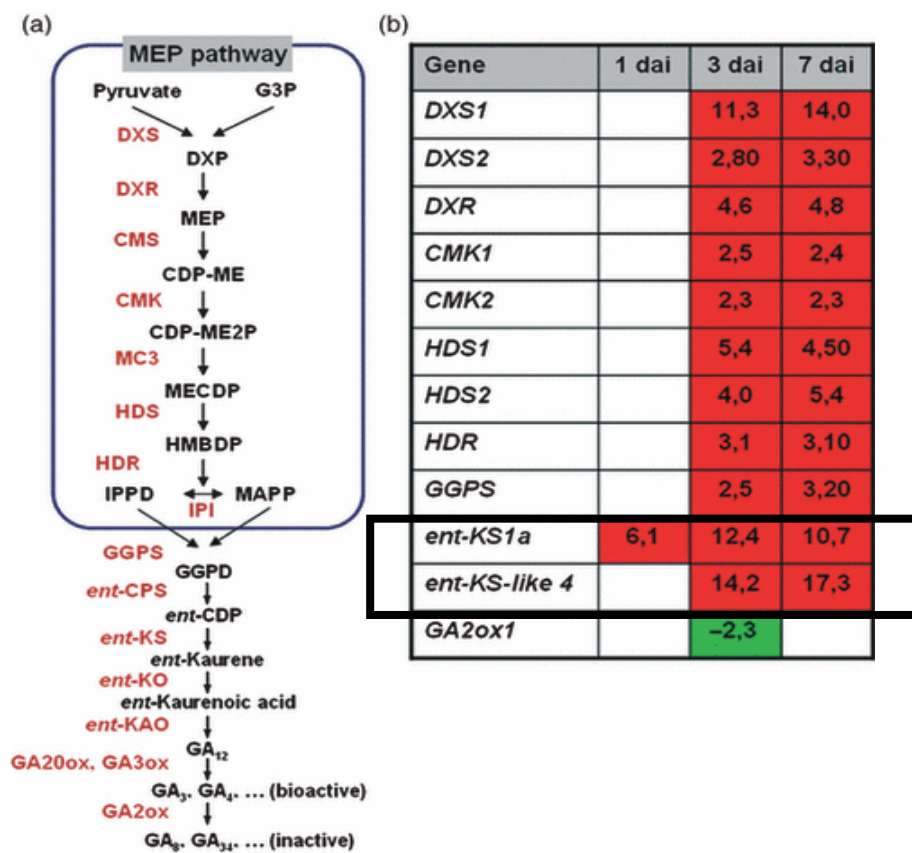 (a)
MEP pathway
Pyruvate G3P
DXS
DXP
DXR
MEP
CMS
CDP-ME
CMK
CDP-ME2P
MC3
MECDP
HDS
HMBDP
HDR
IPPD MAPP
IPI
GGPS
GGPD
ent-CPS
ent-CDP
ent-KS
ent-Kaurene
ent-KO
ent-Kaurenoic acid
ent-KAO
GA12
GA20ox, GA3ox
GA3, GA4, ... (bioactive)
GA2ox
GA8, GA34, ... (inactive)
(b)
Gene 1 dai 3 dai 7 dai
DXS1 11,3 14,0
DXS2 2,80 3,30
DXR 4,6 4,8
CMK1 2,5 2,4
CMK2 2,3 2,3
HDS1 5,4 4,50
HDS2 4,0 5,4
HDR 3,1 3,10
GGPS 2,5 3,20
ent-KS1a 6,1 12,4 10,7
ent-KS-like 4 14,2 17,3
GA2ox1 –2,3